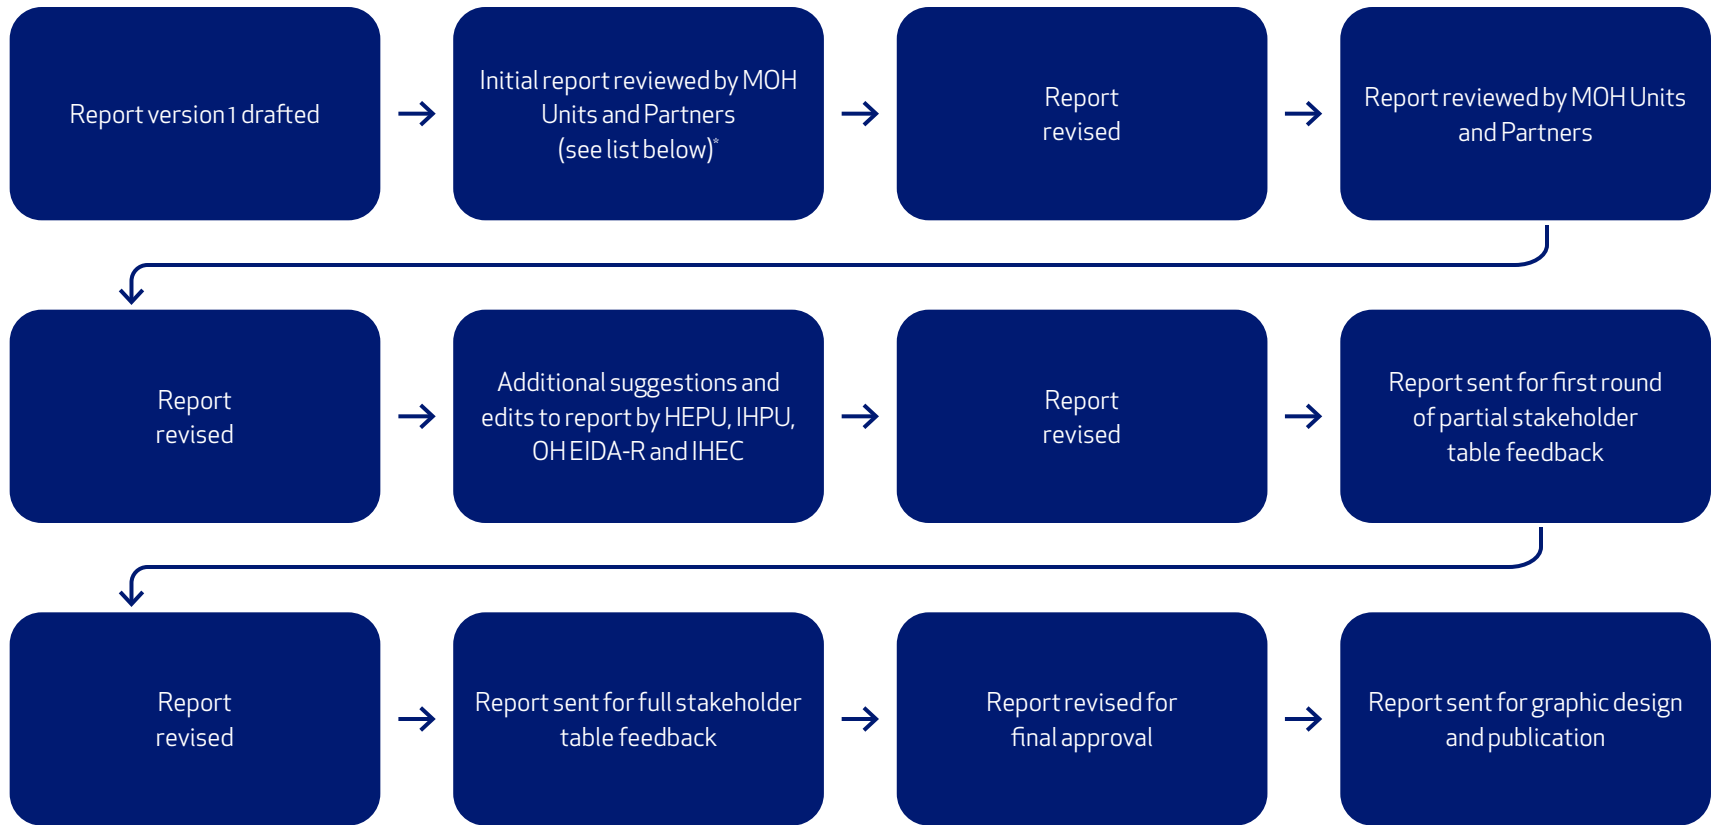 Report version 1 drafted
Initial report reviewed by MOH
Units and Partners
(see list below)*
Report
revised
Report reviewed by MOH Units
and Partners
Report
revised
Additional suggestions and
edits to report by HEPU, IHPU,
OH EIDA-R and IHEC
Report
revised
Report sent for first round
of partial stakeholder
table feedback
Report
revised
Report sent for full stakeholder
table feedback
Report revised for
final approval
Report sent for graphic design
and publication